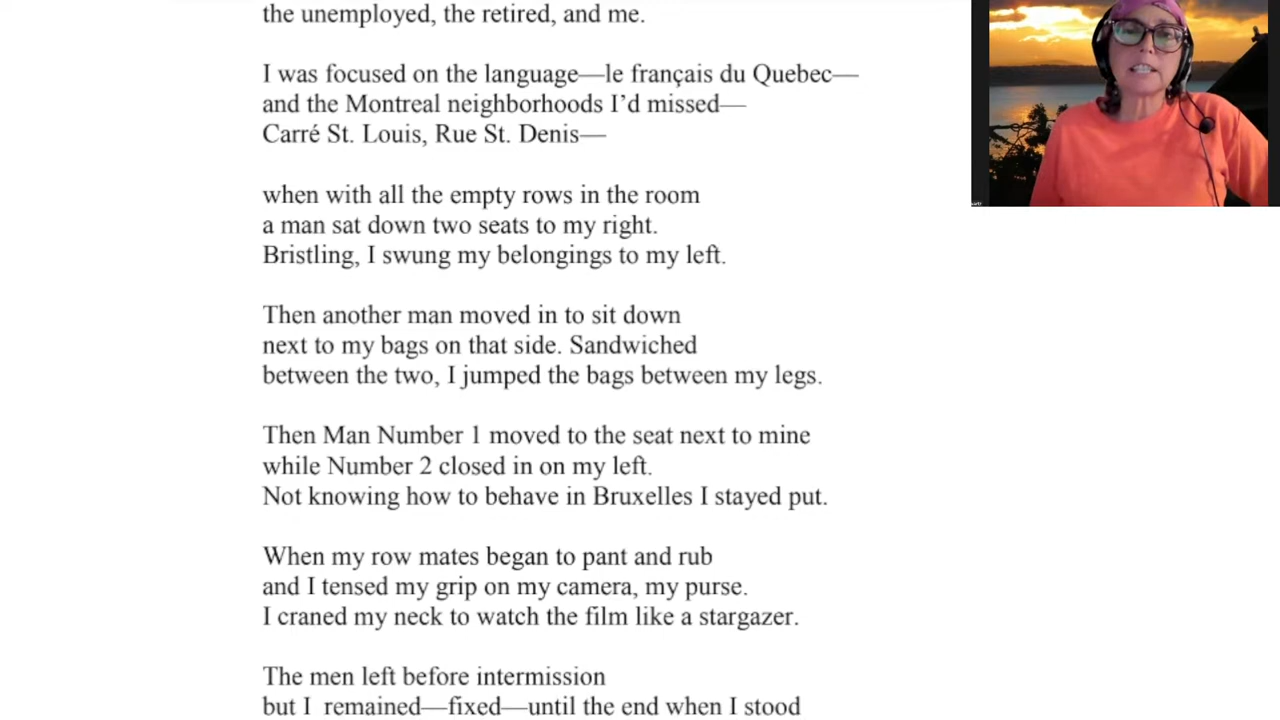 the unemployed, the retired, and me.
I was focused on the language—le français du Quebec—
and the Montreal neighborhoods I’d missed—
Carré St. Louis, Rue St. Denis—
when with all the empty rows in the room
a man sat down two seats to my right.
Bristling, I swung my belongings to my left.
Then another man moved in to sit down
next to my bags on that side. Sandwiched
between the two, I jumped the bags between my legs.
Then Man Number 1 moved to the seat next to mine
while Number 2 closed in on my left.
Not knowing how to behave in Bruxelles I stayed put.
When my row mates began to pant and rub
and I tensed my grip on my camera, my purse.
I craned my neck to watch the film like a stargazer.
The men left before intermission
but I remained—fixed—until the end when I stood